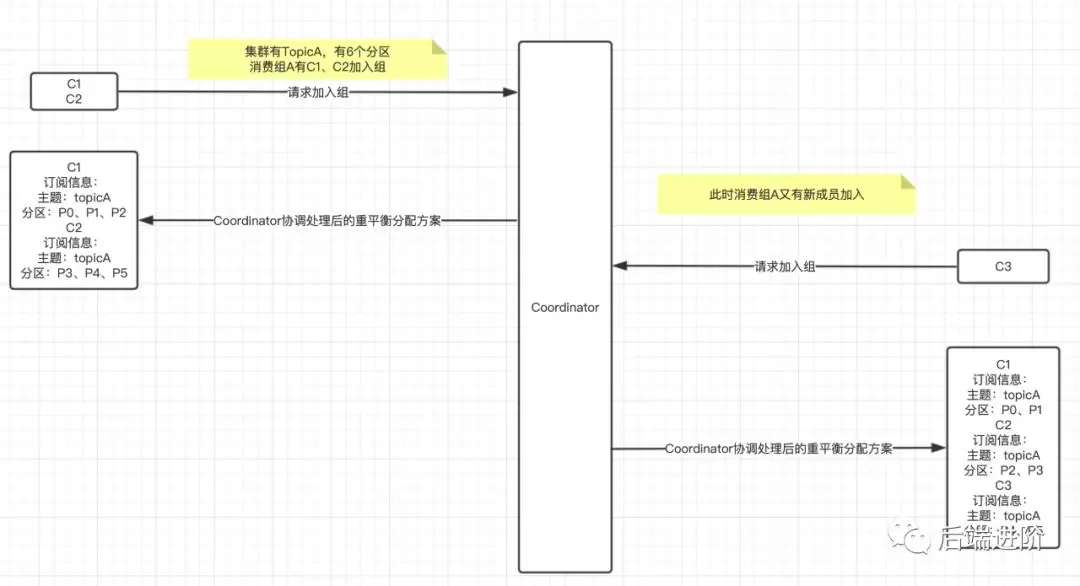 集群有TopicA，有6个分区
消费组A有C1、C2加入组
C1
C2
请求加入组
C1
订阅信息：
主题：topicA
分区：P0、P1、P2
C2
订阅信息：
主题：topicA
分区：P3、P4、P5
Coordinator协调处理后的重平衡分配方案
Coordinator
此时消费组A又有新成员加入
请求加入组
C3
Coordinator协调处理后的重平衡分配方案
C1
订阅信息：
主题：topicA
分区：P0、P1
C2
订阅信息：
主题：topicA
分区：P2、P3
C3
订阅信息：
主题：topicA
后端进阶